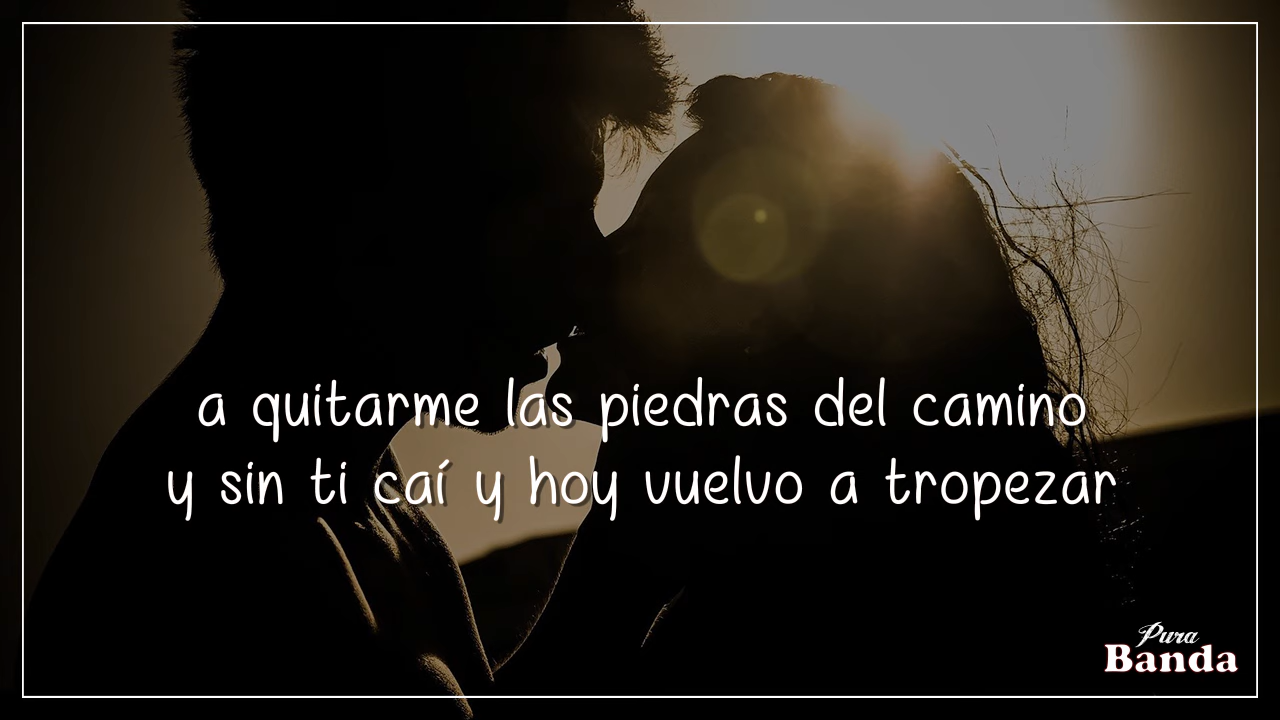 a quitarme las piedras del camino
y sin ti caí y hoy vuelvo a tropezar
Pura
Banda